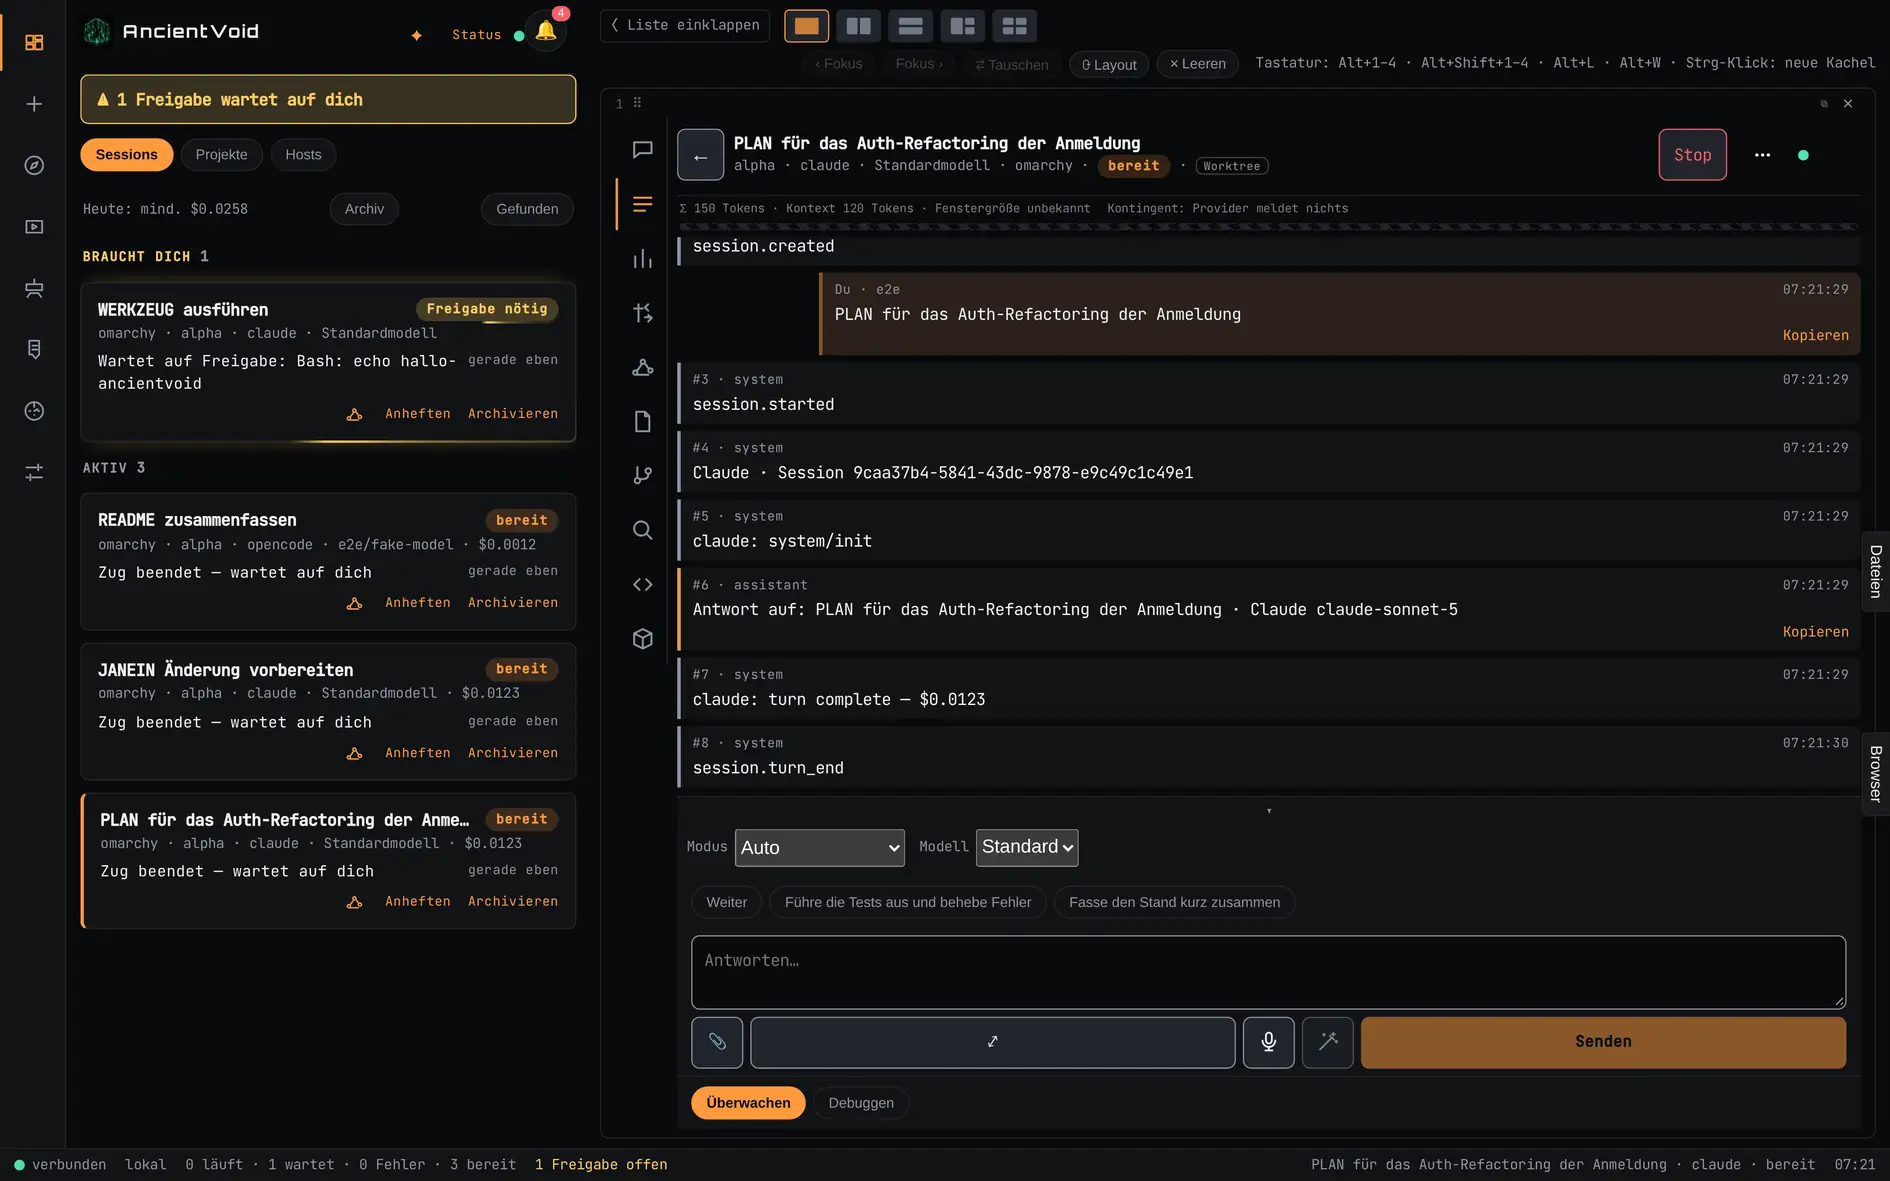 AncientVoid
Status
4
1 Freigabe wartet auf dich
Sessions
Projekte
Hosts
Heute: mind. $0.0258
Archiv
Gefunden
BRAUCHT DICH 1
WERKZEUG ausführen
Freigabe nötig
omarchy · alpha · claude · Standardmodell
Wartet auf Freigabe: Bash: echo hallo-ancientvoid
gerade eben
Anheften
Archivieren
AKTIV 3
README zusammenfassen
bereit
omarchy · alpha · opencode · e2e/fake-model · $0.0012
Zug beendet — wartet auf dich
gerade eben
Anheften
Archivieren
JANEIN Änderung vorbereiten
bereit
omarchy · alpha · claude · Standardmodell · $0.0123
Zug beendet — wartet auf dich
gerade eben
Anheften
Archivieren
PLAN für das Auth-Refactoring der Anme…
bereit
omarchy · alpha · claude · Standardmodell · $0.0123
Zug beendet — wartet auf dich
gerade eben
Anheften
Archivieren
Liste einklappen
‹ Fokus
Fokus ›
⇄ Tauschen
Layout
× Leeren
Tastatur: Alt+1–4 · Alt+Shift+1–4 · Alt+L · Alt+W · Strg-Klick: neue Kachel
1
PLAN für das Auth-Refactoring der Anmeldung
alpha · claude · Standardmodell · omarchy · bereit · Worktree
Stop
Σ 150 Tokens · Kontext 120 Tokens · Fenstergröße unbekannt Kontingent: Provider meldet nichts
session.created
Du · e2e
07:21:29
PLAN für das Auth-Refactoring der Anmeldung
Kopieren
#3 · system
07:21:29
session.started
#4 · system
07:21:29
Claude · Session 9caa37b4-5841-43dc-9878-e9c49c1c49e1
#5 · system
07:21:29
claude: system/init
#6 · assistant
07:21:29
Antwort auf: PLAN für das Auth-Refactoring der Anmeldung · Claude claude-sonnet-5
Kopieren
#7 · system
07:21:29
claude: turn complete — $0.0123
#8 · system
07:21:30
session.turn_end
Modus
Auto
Modell
Standard
Weiter
Führe die Tests aus und behebe Fehler
Fasse den Stand kurz zusammen
Antworten…
Senden
Überwachen
Debuggen
Dateien
Browser
verbunden lokal 0 läuft · 1 wartet · 0 Fehler · 3 bereit 1 Freigabe offen
PLAN für das Auth-Refactoring der Anmeldung · claude · bereit 07:21